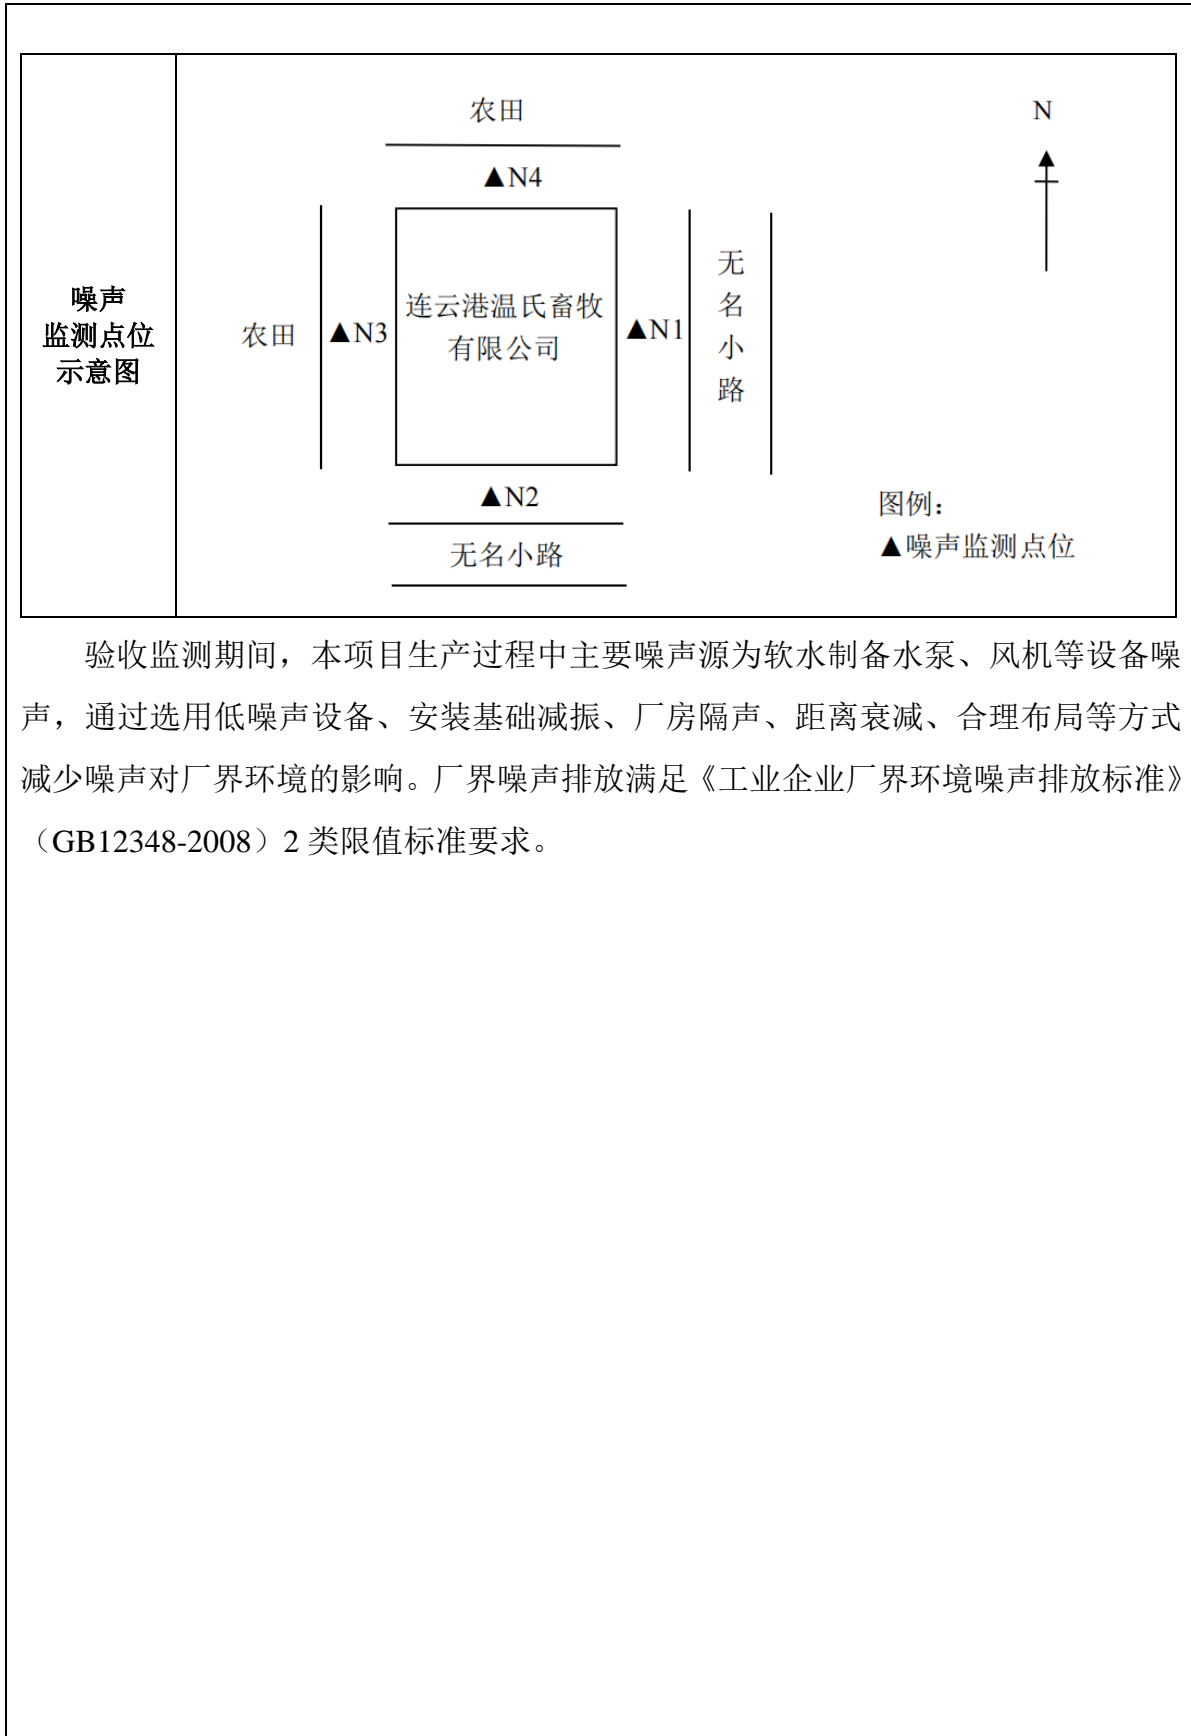 噪声
监测点位
示意图
农田
N
▲N4
农田
▲N3
连云港温氏畜牧
有限公司
▲N1
无
名
小
路
▲N2
无名小路
图例：
▲噪声监测点位
验收监测期间，本项目生产过程中主要噪声源为软水制备水泵、风机等设备噪
声，通过选用低噪声设备、安装基础减振、厂房隔声、距离衰减、合理布局等方式
减少噪声对厂界环境的影响。厂界噪声排放满足《工业企业厂界环境噪声排放标准》
（GB12348-2008）2 类限值标准要求。